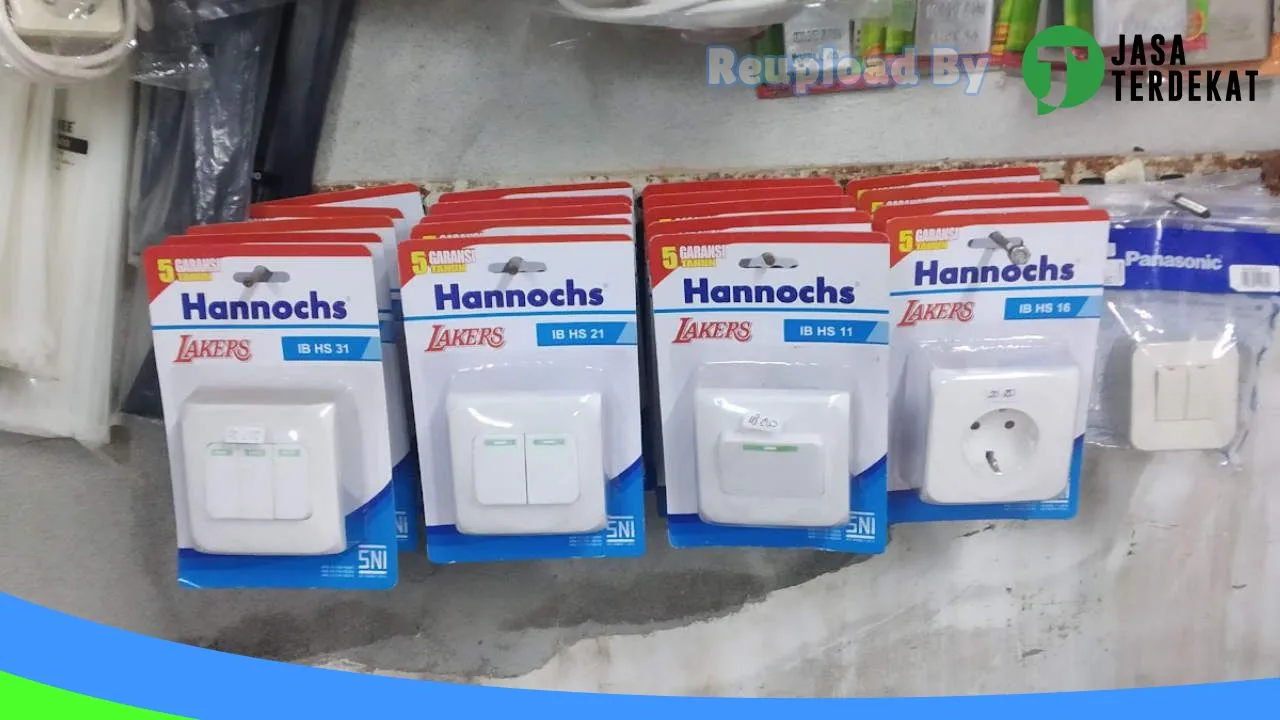 Reupload By
JASA
TERDEKAT
5 GARANSI
TAHUN
Hannochs
LAKERS
IB HS 31
SNI
5 GARANSI
TAHUN
Hannochs
LAKERS
IB HS 21
SNI
5 GARANSI
TAHUN
Hannochs
LAKERS
IB HS 11
SNI
5 GARANSI
TAHUN
Hannochs
LAKERS
IB HS 16
Panasonic